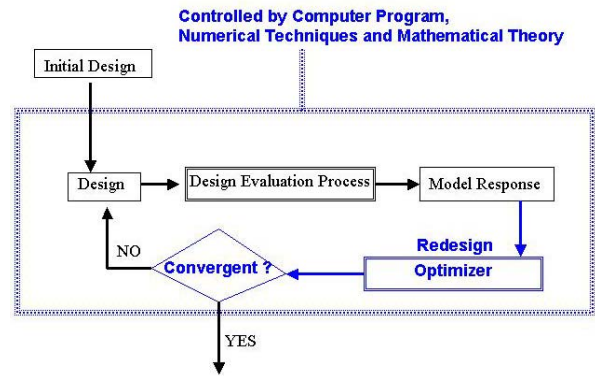 Controlled by Computer Program,
Numerical Techniques and Mathematical Theory
Initial Design
Design
Design Evaluation Process
Model Response
Redesign
Optimizer
Convergent ?
NO
YES